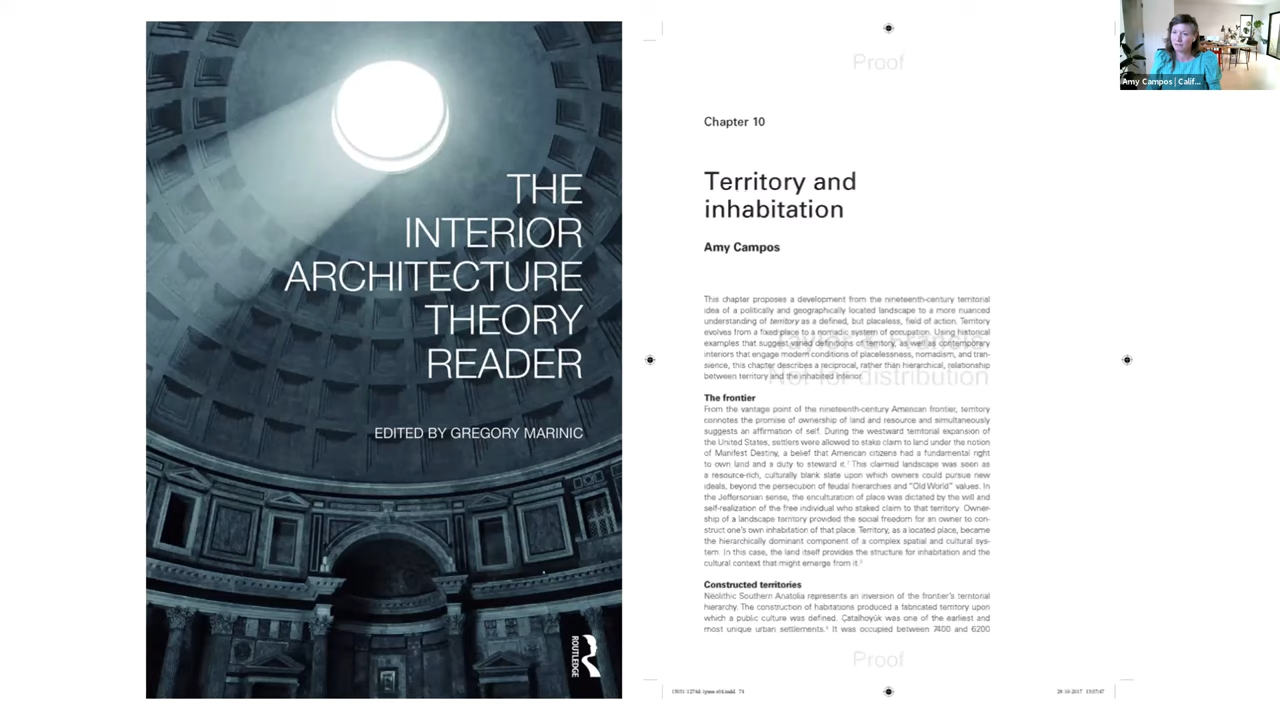 THE
INTERIOR
ARCHITECTURE
THEORY
READER
EDITED BY GREGORY MARINIC
ROUTLEDGE
Proof
Chapter 10
Territory and
inhabitation
Amy Campos
This chapter proposes a development from the nineteenth-century territorial
idea of a politically and geographically located landscape to a more nuanced
understanding of territory as a defined, but placeless, field of action. Territory
evolves from a fixed place to a nomadic system of occupation. Using historical
examples that suggest varied definitions of territory, as well as contemporary
interiors that engage modern conditions of placelessness, nomadism, and tran-
sience, this chapter describes a reciprocal, rather than hierarchical, relationship
between territory and the inhabited interior.
Not for distribution
The frontier
From the vantage point of the nineteenth-century American frontier, territory
connotes the promise of ownership of land and resource and simultaneously
suggests an affirmation of self. During the westward territorial expansion of
the United States, settlers were allowed to stake claim to land under the notion
of Manifest Destiny, a belief that American citizens had a fundamental right
to own land and a duty to steward it. This claimed landscape was seen as
a resource-rich, culturally blank slate upon which owners could pursue new
ideals, beyond the persecution of feudal hierarchies and "Old World" values. In
the Jeffersonian sense, the enculturation of place was dictated by the will and
self-realization of the free individual who staked claim to that territory. Owner-
ship of a landscape territory provided the social freedom for an owner to con-
struct one's own inhabitation of that place. Territory, as a located place, became
the hierarchically dominant component of a complex spatial and cultural sys-
tem. In this case, the land itself provides the structure for inhabitation and the
cultural context that might emerge from it.
Constructed territories
Neolithic Southern Anatolia represents an inversion of the frontier's territorial
hierarchy. The construction of habitations produced a fabricated territory upon
which a public culture was defined. Çatalhoyük was one of the earliest and
most unique urban settlements. It was occupied between 7400 and 6200
Proof
Amy Campos | Calif...